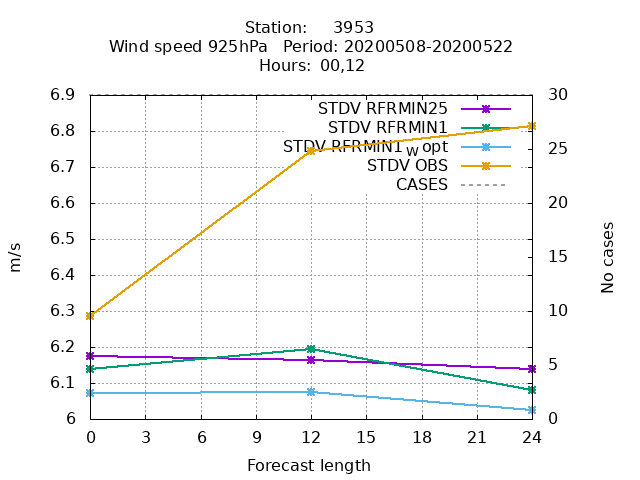 Station: 3953
Wind speed 925hPa Period: 20200508-20200522
Hours: 00,12
6.9
6.8
6.7
6.6
6.5
6.4
6.3
6.2
6.1
6
m/s
STDV RFRMIN25
STDV RFRMIN1
STDV RFRMIN1w opt
STDV OBS
CASES
30
25
20
15
10
5
0
No cases
0 3 6 9 12 15 18 21 24
Forecast length